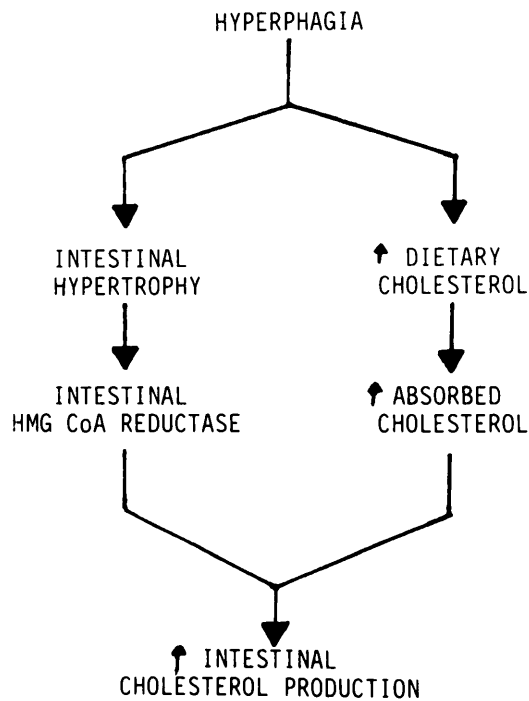 HYPERPHAGIA
INTESTINAL
HYPERTROPHY
↑ DIETARY
CHOLESTEROL
INTESTINAL
HMG CoA REDUCTASE
↑ ABSORBED
CHOLESTEROL
↑ INTESTINAL
CHOLESTEROL PRODUCTION